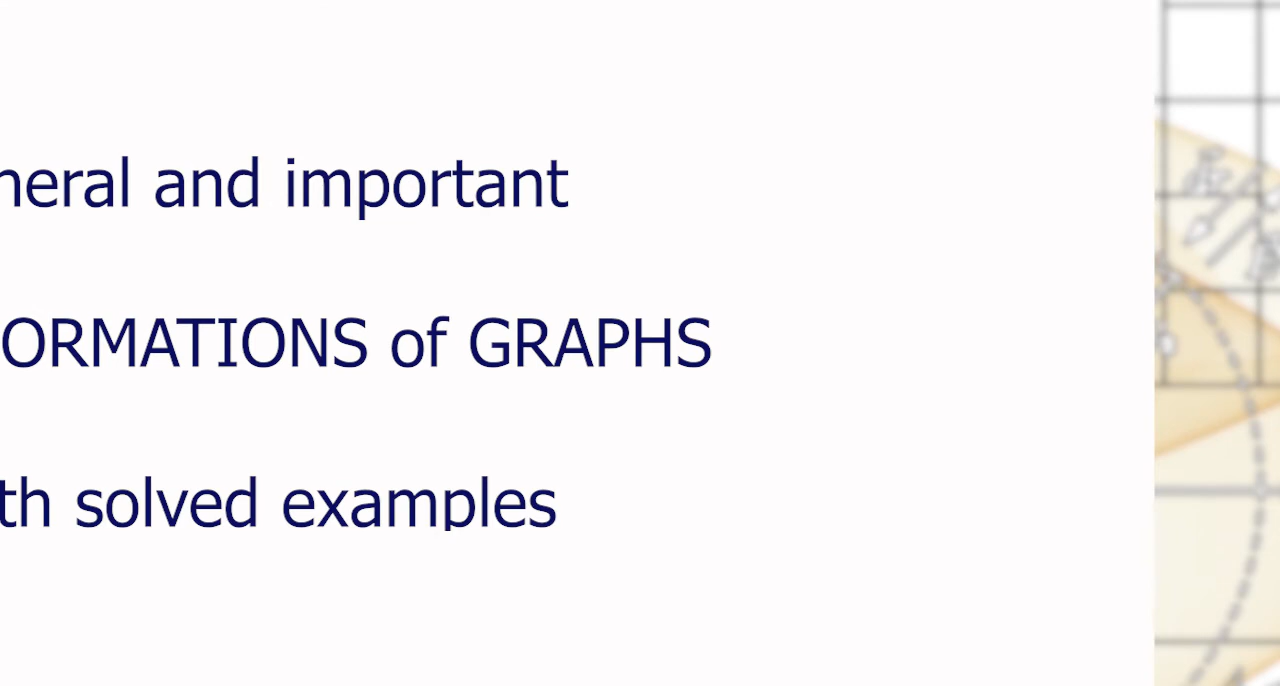 neral and important
ORMATIONS of GRAPHS
th solved examples